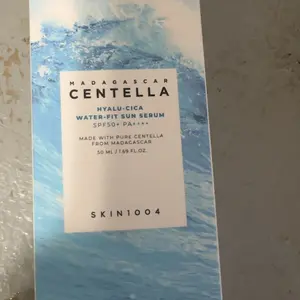 MADAGASCAR
CENTELLA
HYALU-CICA
WATER-FIT SUN SERUM
SPF50+ PA++++
MADE WITH PURE CENTELLA
FROM MADAGASCAR
50 ML / 1.69 FL.OZ.
SKIN1004